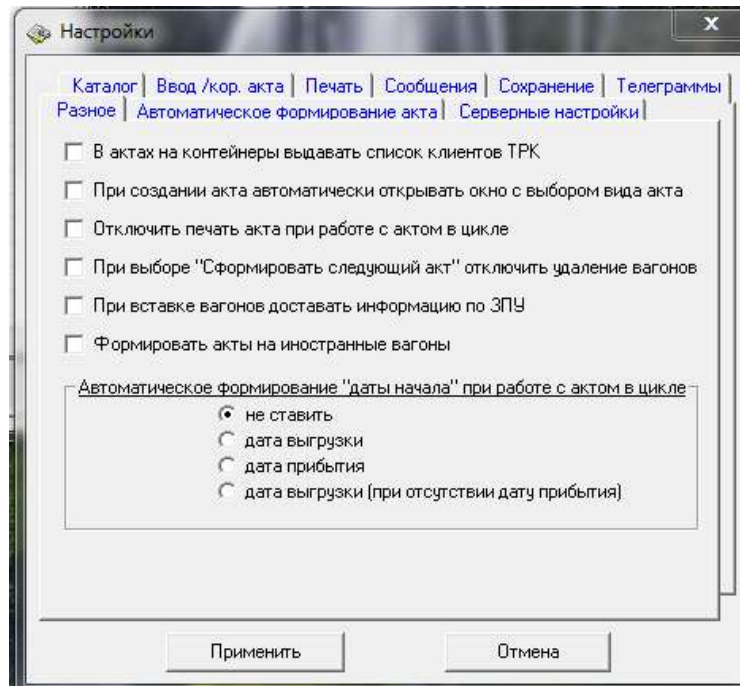 Настройки
Каталог Ввод /кор. акта Печать Сообщения Сохранение Телеграммы
Разное Автоматическое формирование акта Серверные настройки
В актах на контейнеры выдавать список клиентов ТРК
При создании акта автоматически открывать окно с выбором вида акта
Отключить печать акта при работе с актом в цикле
При выборе "Сформировать следующий акт" отключить удаление вагонов
При вставке вагонов доставать информацию по ЗПУ
Формировать акты на иностранные вагоны
Автоматическое формирование "даты начала" при работе с актом в цикле
не ставить
дата выгрузки
дата прибытия
дата выгрузки (при отсутствии дату прибытия)
Применить Отмена